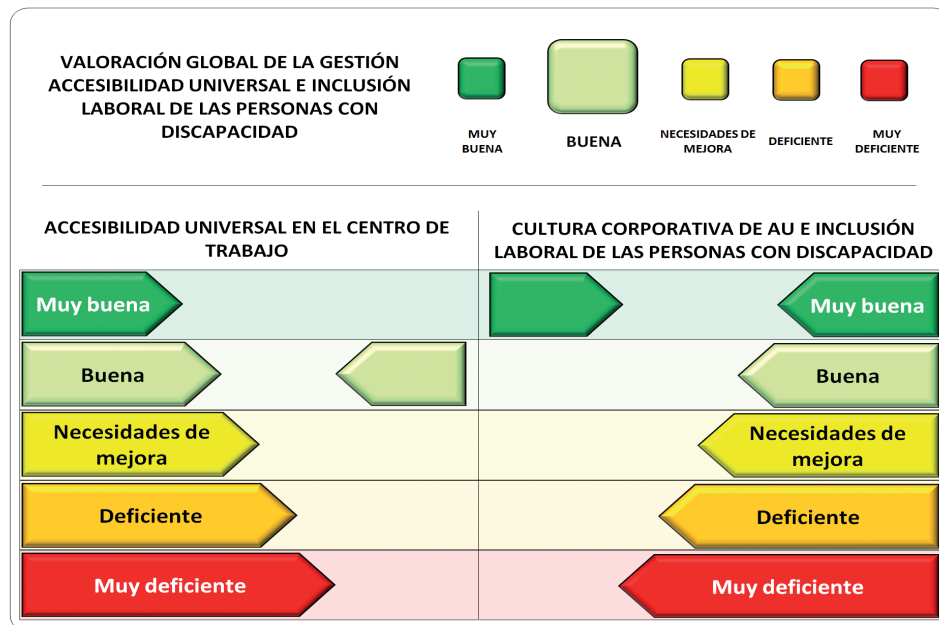 VALORACIÓN GLOBAL DE LA GESTIÓN
ACCESIBILIDAD UNIVERSAL E INCLUSIÓN
LABORAL DE LAS PERSONAS CON
DISCAPACIDAD
MUY
BUENA
BUENA
NECESIDADES DE
MEJORA
DEFICIENTE
MUY
DEFICIENTE
ACCESIBILIDAD UNIVERSAL EN EL CENTRO DE
TRABAJO
CULTURA CORPORATIVA DE AU E INCLUSIÓN
LABORAL DE LAS PERSONAS CON DISCAPACIDAD
Muy buena
Muy buena
Buena
Buena
Necesidades de
mejora
Necesidades de
mejora
Deficiente
Deficiente
Muy deficiente
Muy deficiente